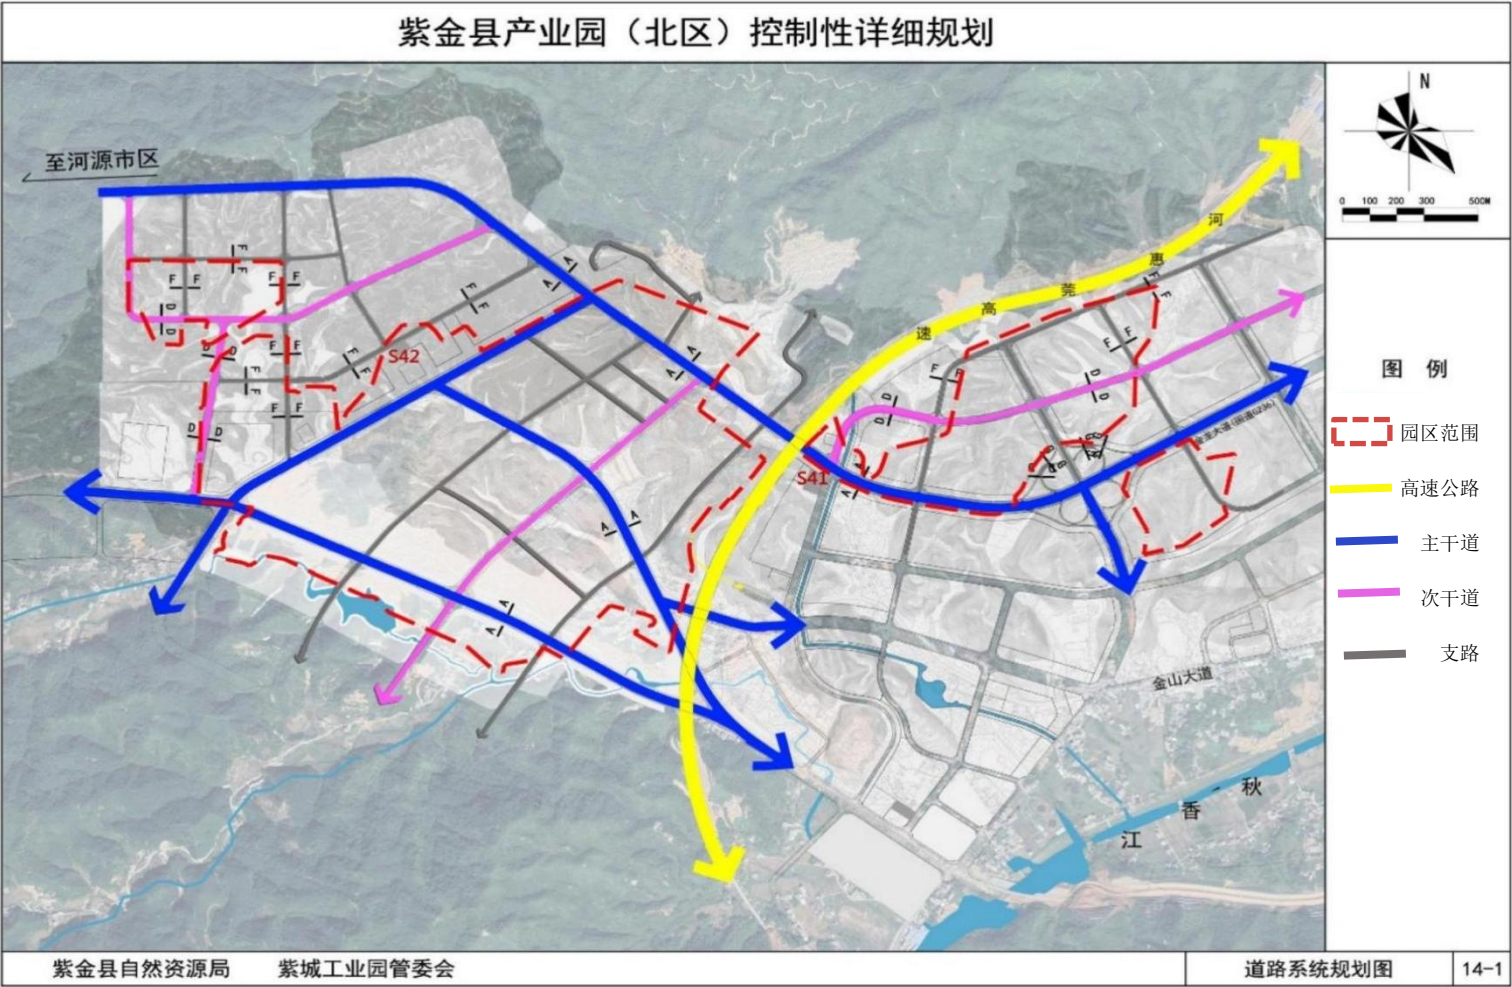 紫金县产业园（北区）控制性详细规划
至河源市区
N
0 100 200 300 500M
河
惠
莞
高
速
S42
S41
金山大道
秋
香
江
图 例
园区范围
高速公路
主干道
次干道
支路
紫金县自然资源局 紫城工业园管委会
道路系统规划图
14-1
F
F
F F
F F
D
D
D D
F F
F F
F F
F F
D D
F F
A
A
A
A
A A
A
A
F F
D
D
D
D
F
F
F
F
A
A